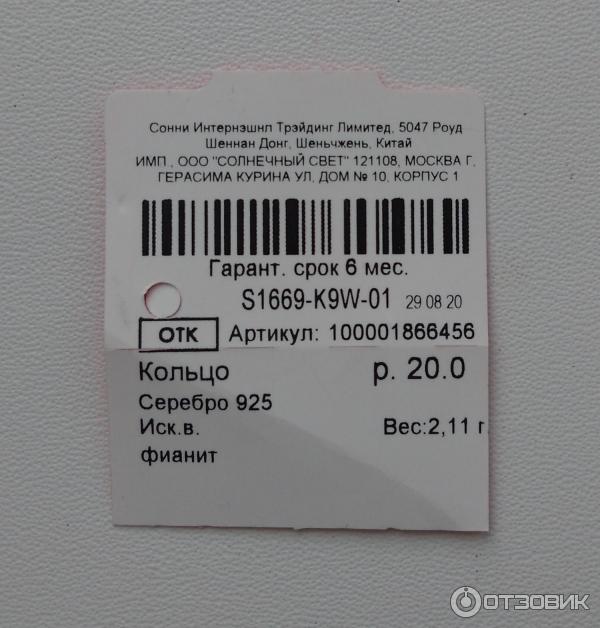 Сонни Интернэшнл Трэйдинг Лимитед, 5047 Роуд
Шеннан Донг, Шеньчжень, Китай
ИМП., ООО "СОЛНЕЧНЫЙ СВЕТ" 121108, МОСКВА Г,
ГЕРАСИМА КУРИНА УЛ, ДОМ № 10, КОРПУС 1
Гарант. срок 6 мес.
S1669-K9W-01 29 08 20
ОТК Артикул: 100001866456
Кольцо р. 20.0
Серебро 925
Иск.в. Вес:2,11 г.
фианит
ОТЗОВИК